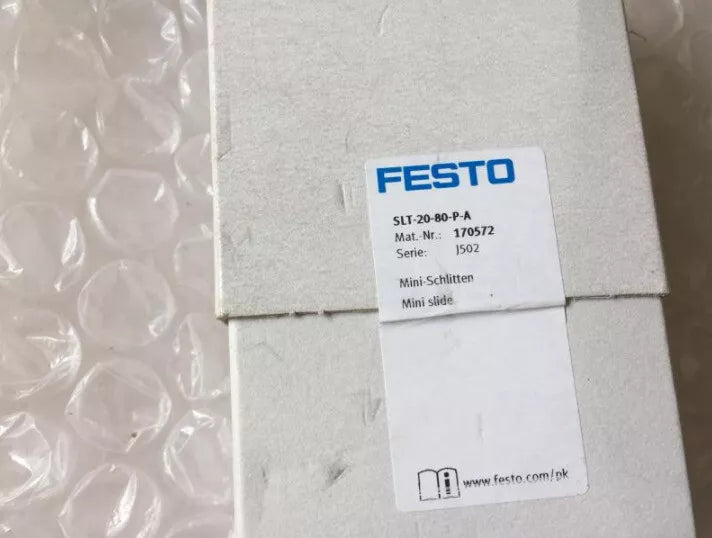 FESTO
SLT-20-80-P-A
Mat.-Nr.: 170572
Serie: J502
Mini-Schlitten
Mini slide
www.festo.com/pk